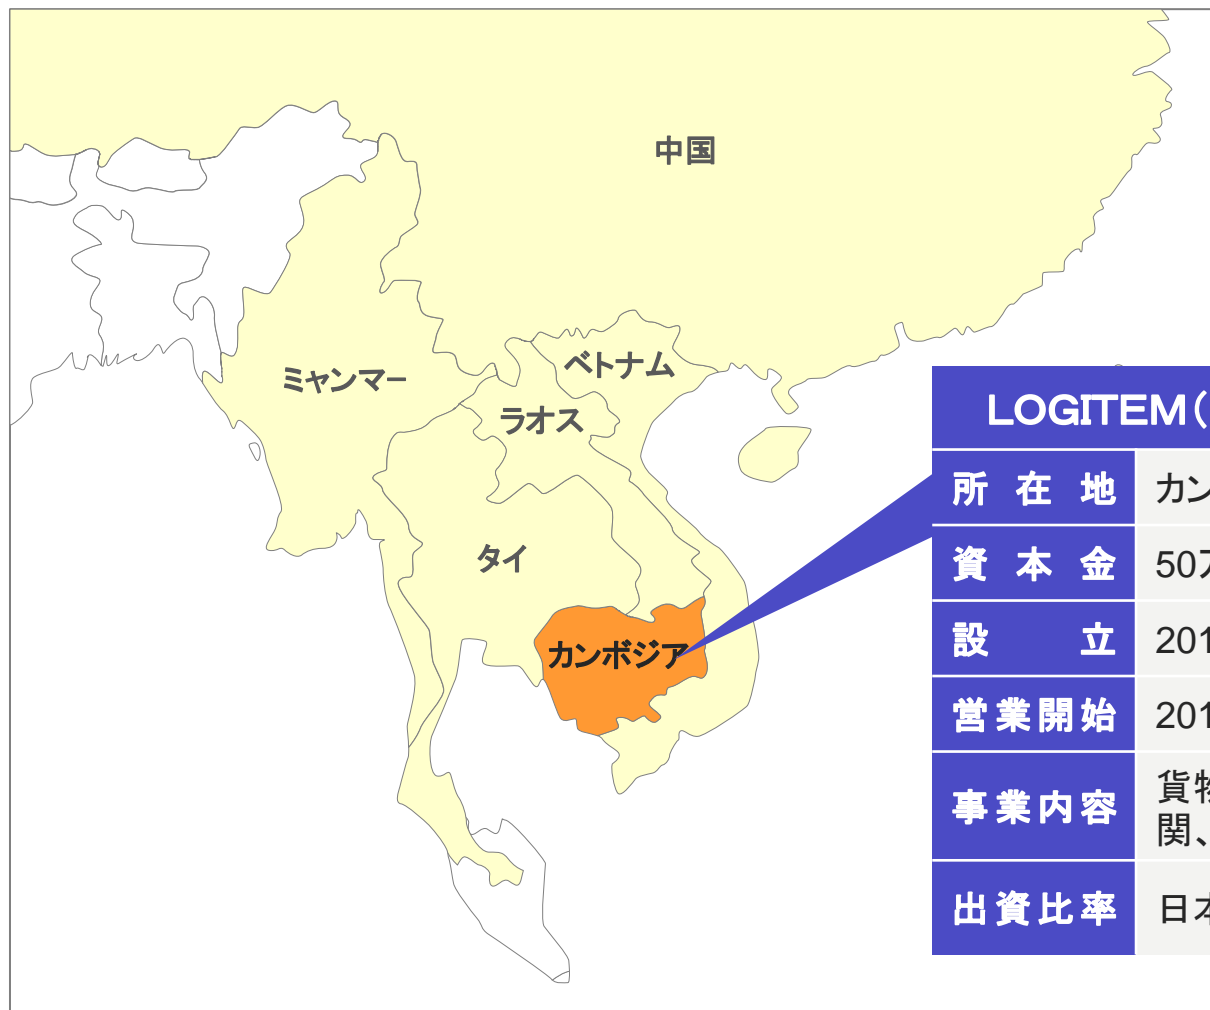 中国
ミャンマー
ベトナム
ラオス
タイ
カンボジア
LOGITEM(
所在地 カン
資本金 50
設立 201
営業開始 201
事業内容 貨物
関、
出資比率 日本